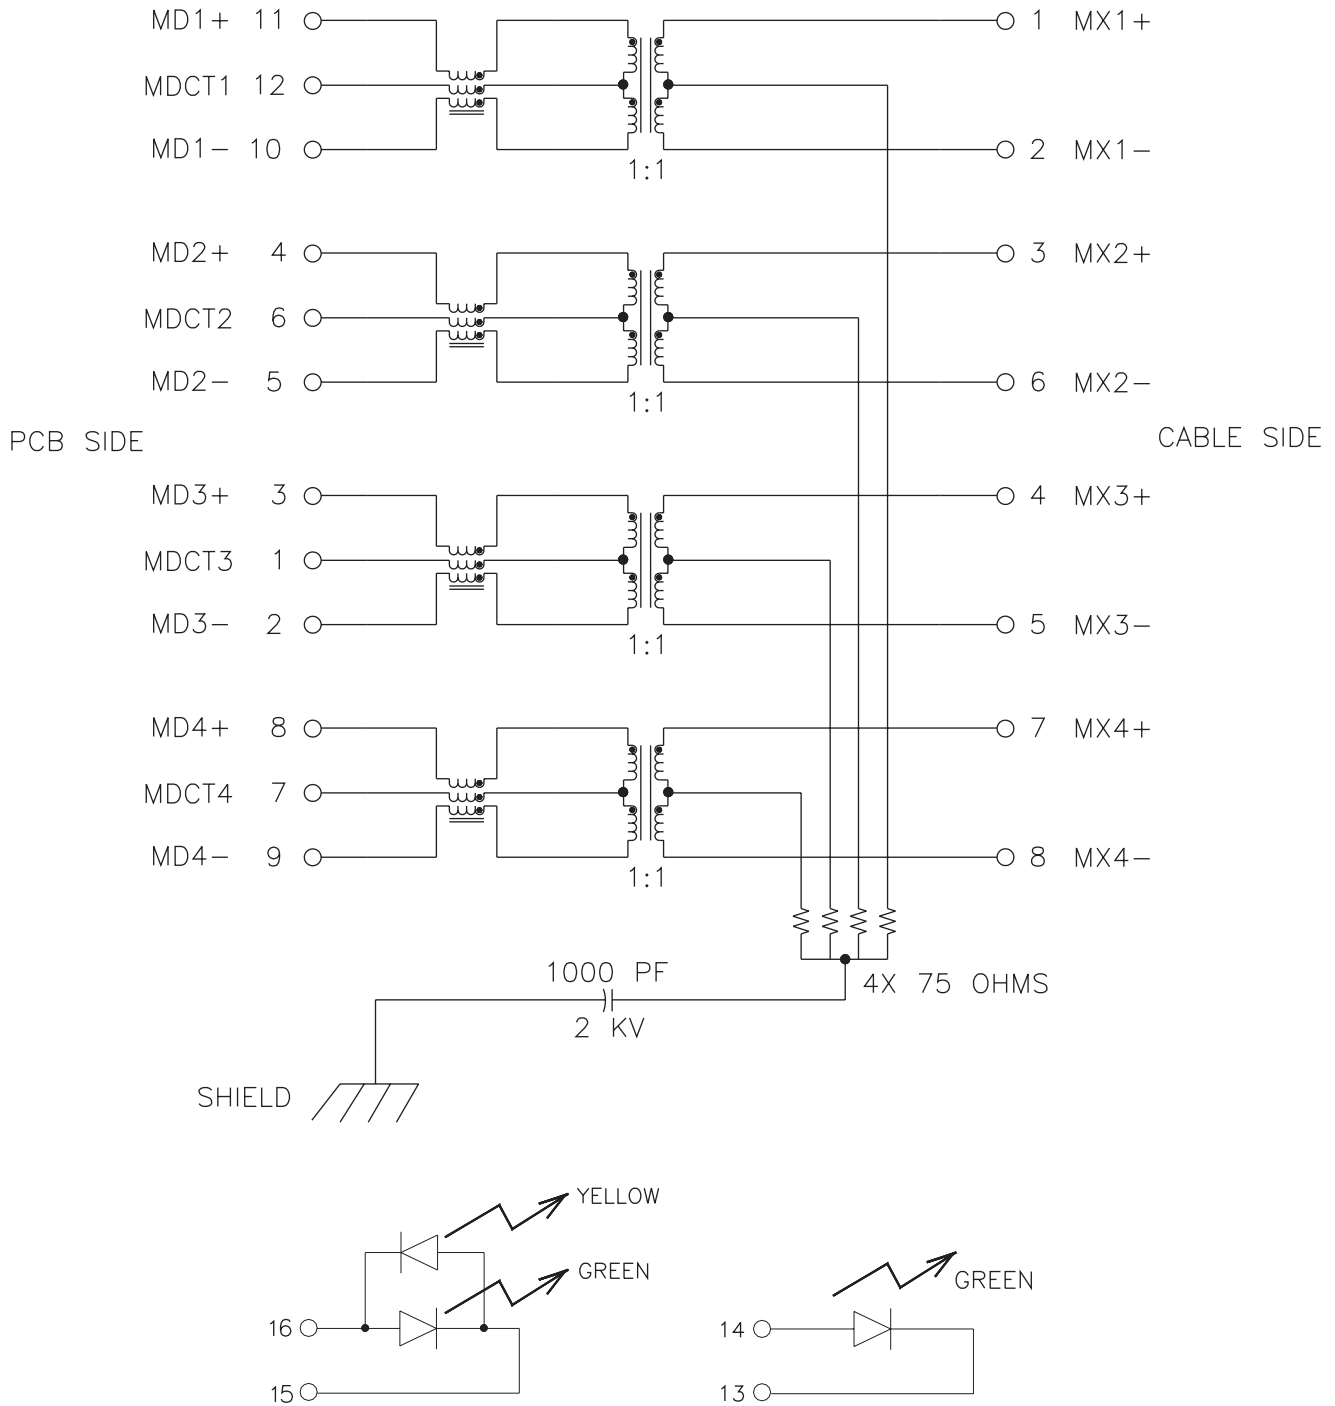 MD1+ 11 1 MX1+
MDCT1 12
MD1- 10 2 MX1-
1:1
MD2+ 4 3 MX2+
MDCT2 6
MD2- 5 6 MX2-
1:1
PCB SIDE CABLE SIDE
MD3+ 3 4 MX3+
MDCT3 1
MD3- 2 5 MX3-
1:1
MD4+ 8 7 MX4+
MDCT4 7
MD4- 9 8 MX4-
1:1
1000 PF
4X 75 OHMS
2 KV
SHIELD
YELLOW
GREEN
GREEN
16 14
15 13